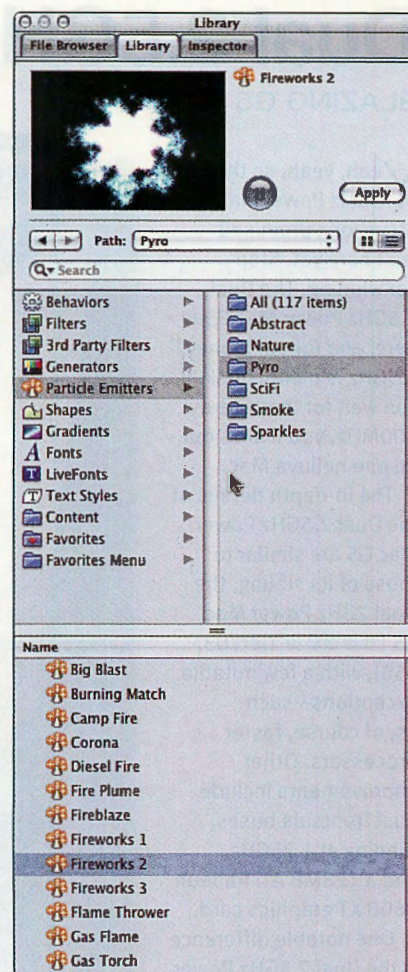 Library
File Browser
Library
Inspector
Fireworks 2
Apply
Path: Pyro
Search
Behaviors
Filters
3rd Party Filters
Generators
Particle Emitters
Shapes
Gradients
Fonts
LiveFonts
Text Styles
Content
Favorites
Favorites Menu
All (117 items)
Abstract
Nature
Pyro
SciFi
Smoke
Sparkles
Name
Big Blast
Burning Match
Camp Fire
Corona
Diesel Fire
Fire Plume
Fireblaze
Fireworks 1
Fireworks 2
Fireworks 3
Flame Thrower
Gas Flame
Gas Torch